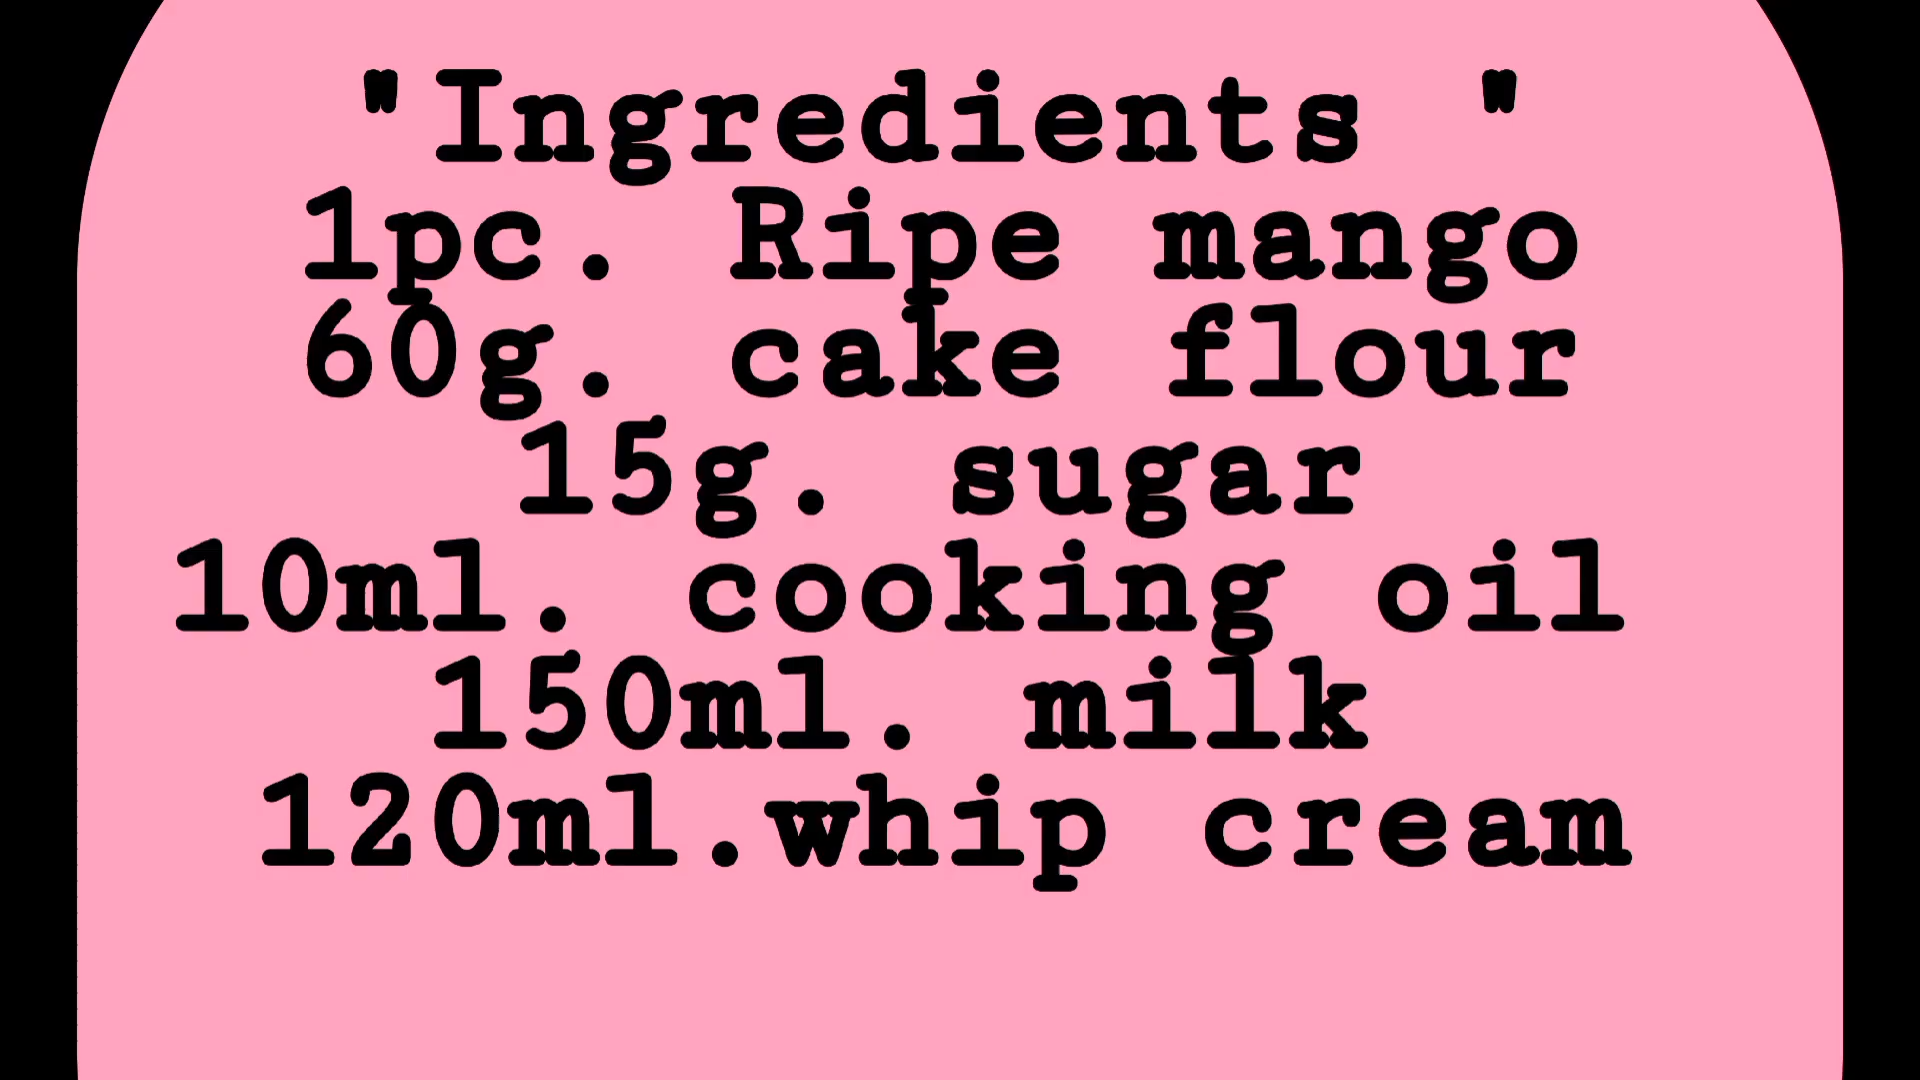 "Ingredients "
1pc. Ripe mango
60g. cake flour
15g. sugar
10ml. cooking oil
150ml. milk
120ml.whip cream